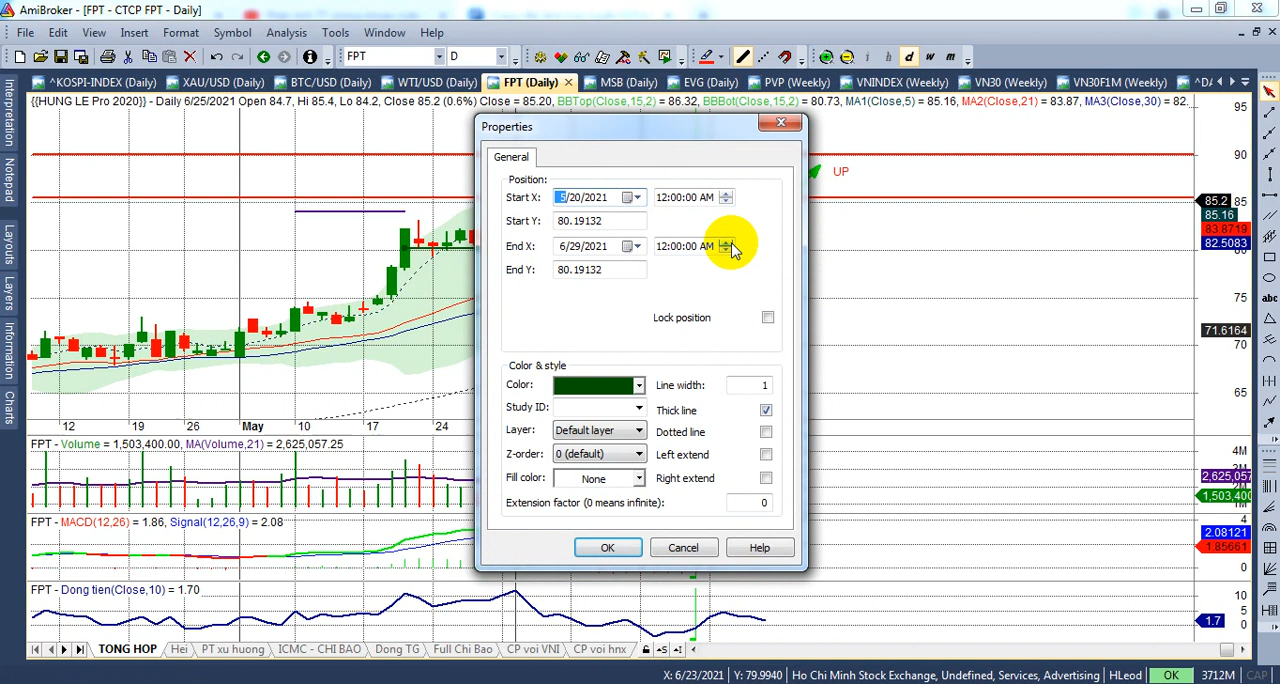 AmiBroker - [FPT - CTCP FPT - Daily]
File Edit View Insert Format Symbol Analysis Tools Window Help
FPT D i h d w m
^KOSPI-INDEX (Daily) XAU/USD (Daily) BTC/USD (Daily) WTI/USD (Daily) FPT (Daily) MSB (Daily) EVG (Daily) PVP (Weekly) VNINDEX (Weekly) VN30 (Weekly) VN30F1M (Weekly) ^DA
{{HUNG LE Pro 2020}} - Daily 6/25/2021 Open 84.7, Hi 85.4, Lo 84.2, Close 85.2 (0.6%) Close = 85.20, BBTop(Close,15,2) = 86.32, BBBot(Close,15,2) = 80.73, MA1(Close,5) = 85.16, MA2(Close,21) = 83.87, MA3(Close,30) = 82.
Interpretation
Notepad
Layouts
Layers
Information
Charts
Properties
General
Position:
Start X: 5/20/2021 12:00:00 AM
Start Y: 80.19132
End X: 6/29/2021 12:00:00 AM
End Y: 80.19132
Lock position
Color & style
Color: Line width: 1
Study ID: Thick line
Layer: Default layer Dotted line
Z-order: 0 (default) Left extend
Fill color: None Right extend
Extension factor (0 means infinite): 0
OK Cancel Help
UP
95
90
85
85.2
85.16
83.8719
82.5083
80
75
71.6164
70
65
abc
12 19 26 May 10 17 24
FPT - Volume = 1,503,400.00, MA(Volume,21) = 2,625,057.25
4M
2,625,057
1,503,400
FPT - MACD(12,26) = 1.86, Signal(12,26,9) = 2.08
4
2.08121
1.85661
0
FPT - Dong tien(Close,10) = 1.70
10
5
1.7
0
TONG HOP Hei PT xu huong ICMC - CHI BAO Dong TG Full Chi Bao CP voi VNI CP voi hnx
X: 6/23/2021 Y: 79.9940 Ho Chi Minh Stock Exchange, Undefined, Services, Advertising HLeod OK 3712M CAP